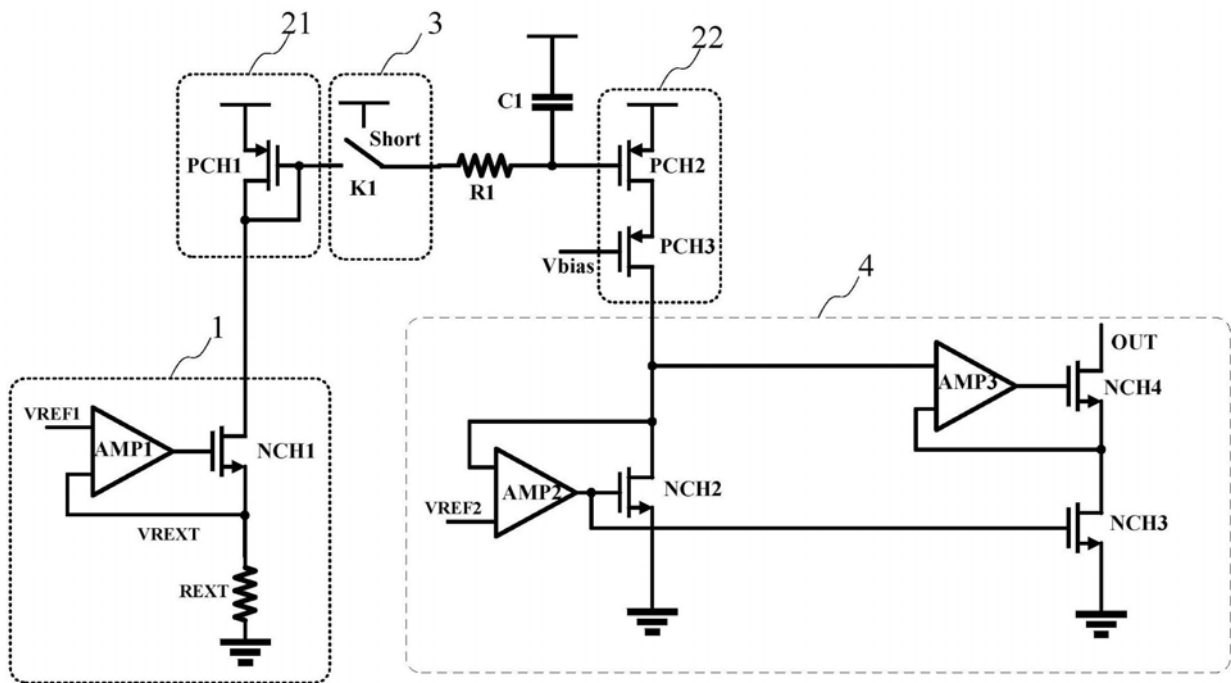 21
3
22
C1
Short
PCH1
K1
R1
PCH2
PCH3
Vbias
4
1
OUT
AMP3
NCH4
VREF1
AMP1
NCH1
AMP2
NCH2
VREF2
NCH3
VREXT
REXT